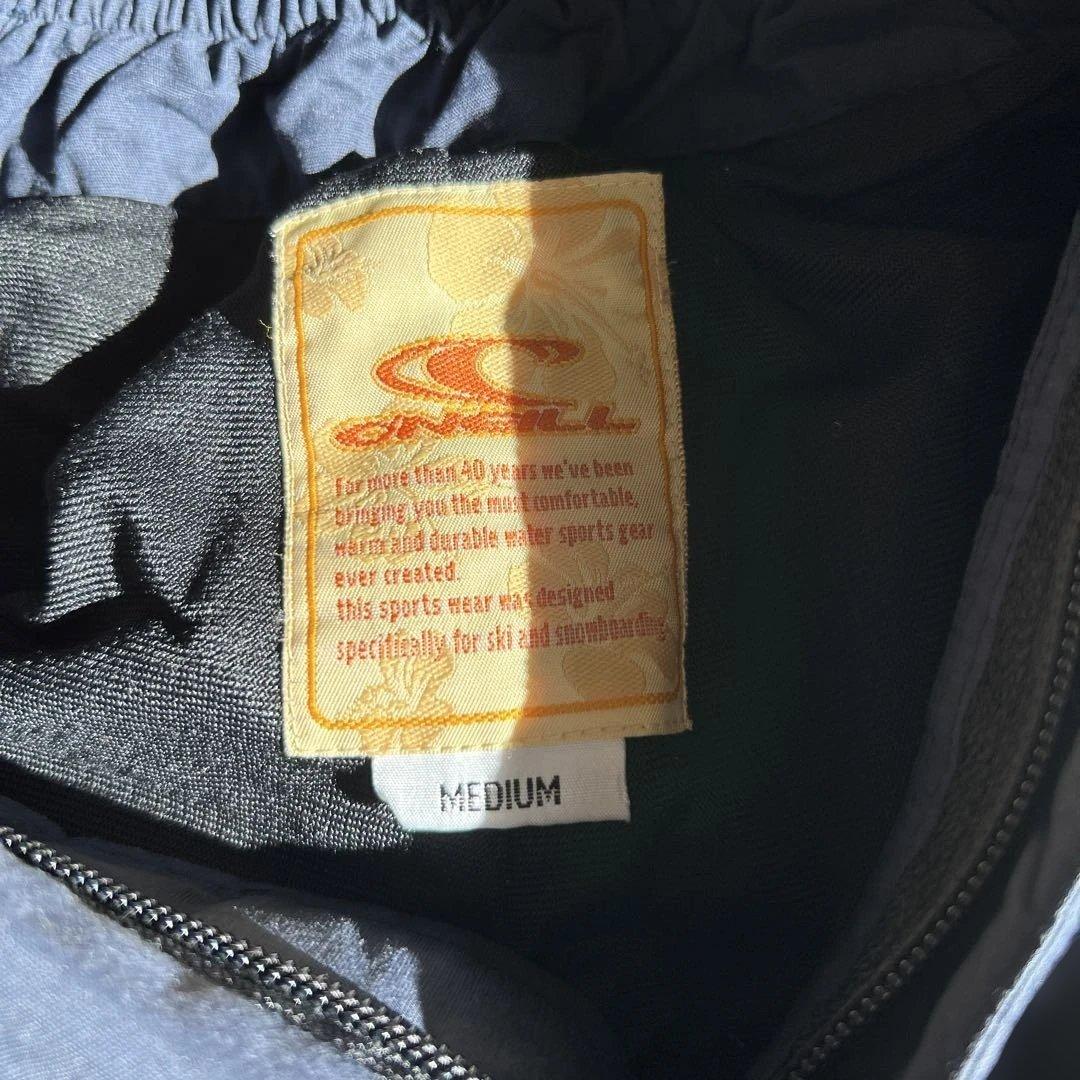 O'NEILL
For more than 40 years we've been
bringing you the most comfortable,
warm and durable water sports gear
ever created.
this sports wear was designed
specifically for ski and snowboarding.
MEDIUM